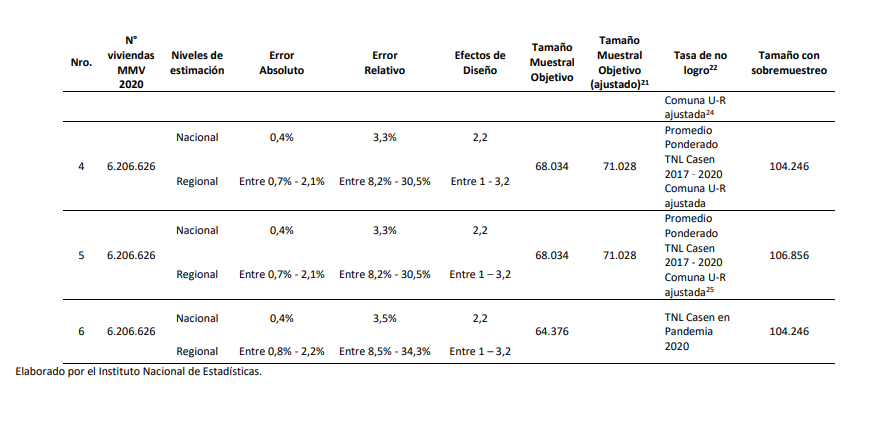 Nro.
N°
viviendas
MMV
2020
Niveles de
estimación
Error
Absoluto
Error
Relativo
Efectos de
Diseño
Tamaño
Muestral
Objetivo
Tamaño
Muestral
Objetivo
(ajustado)21
Tasa de no
logro22
Tamaño con
sobremuestreo
Comuna U-R
ajustada24
4
6.206.626
Nacional
0,4%
3,3%
2,2
Regional
Entre 0,7% - 2,1%
Entre 8,2% - 30,5%
Entre 1 - 3,2
68.034
71.028
Promedio
Ponderado
TNL Casen
2017 - 2020
Comuna U-R
ajustada
104.246
5
6.206.626
Nacional
0,4%
3,3%
2,2
Regional
Entre 0,7% - 2,1%
Entre 8,2% - 30,5%
Entre 1 – 3,2
68.034
71.028
Promedio
Ponderado
TNL Casen
2017 - 2020
Comuna U-R
ajustada25
106.856
6
6.206.626
Nacional
0,4%
3,5%
2,2
Regional
Entre 0,8% - 2,2%
Entre 8,5% - 34,3%
Entre 1 – 3,2
64.376
TNL Casen en
Pandemia
2020
104.246
Elaborado por el Instituto Nacional de Estadísticas.